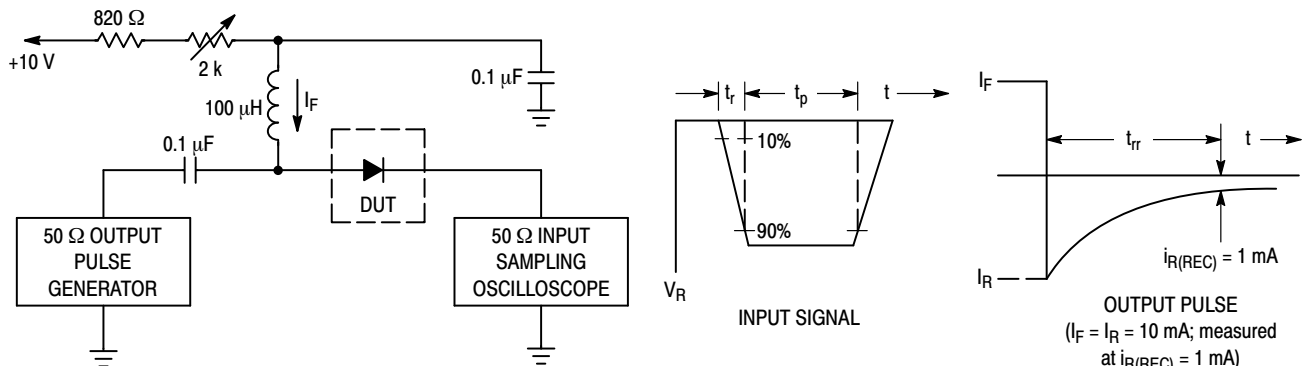 820 Ω
+10 V
2 k
0.1 μF
100 μH
I_F
0.1 μF
DUT
50 Ω OUTPUT
PULSE
GENERATOR
50 Ω INPUT
SAMPLING
OSCILLOSCOPE
t_r
t_p
t
10%
90%
V_R
INPUT SIGNAL
I_F
t_rr
t
i_R(REC) = 1 mA
I_R
OUTPUT PULSE
(I_F = I_R = 10 mA; measured
at i_R(REC) = 1 mA)